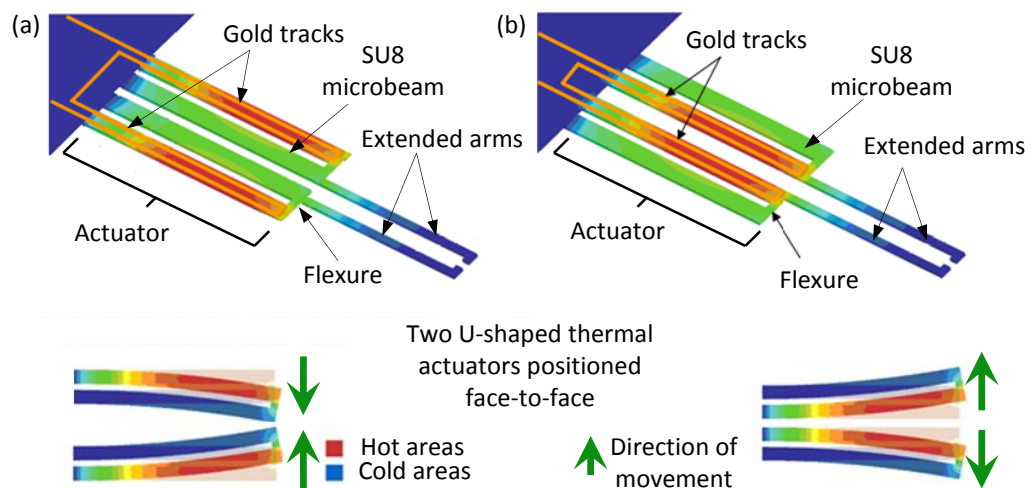 (a)
Gold tracks
SU8
microbeam
Extended arms
Actuator
Flexure
(b)
Gold tracks
SU8
microbeam
Extended arms
Actuator
Flexure
Two U-shaped thermal
actuators positioned
face-to-face
Hot areas
Cold areas
Direction of
movement